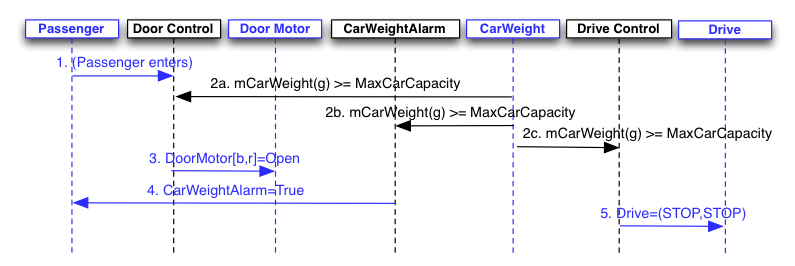 Passenger
Door Control
Door Motor
CarWeightAlarm
CarWeight
Drive Control
Drive
1. (Passenger enters)
2a. mCarWeight(g) >= MaxCarCapacity
2b. mCarWeight(g) >= MaxCarCapacity
2c. mCarWeight(g) >= MaxCarCapacity
3. DoorMotor[b,r]=Open
4. CarWeightAlarm=True
5. Drive=(STOP,STOP)